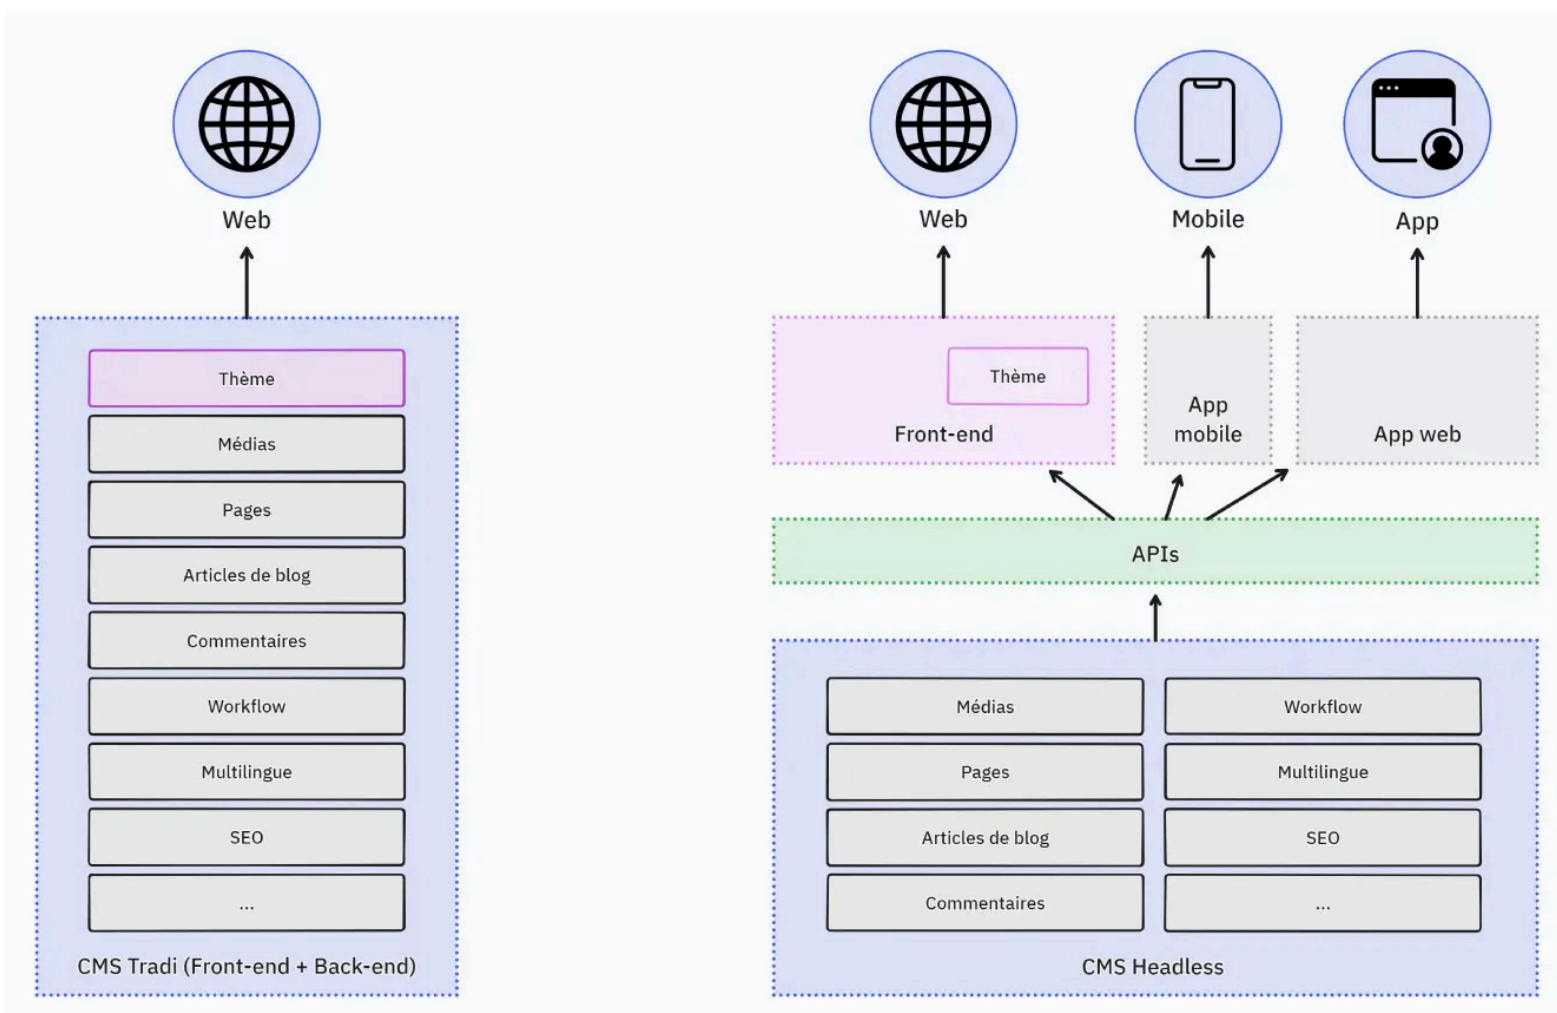 Web
Thème
Médias
Pages
Articles de blog
Commentaires
Workflow
Multilingue
SEO
...
CMS Tradi (Front-end + Back-end)
Web
Mobile
App
Thème
Front-end
App
mobile
App web
APIs
Médias
Workflow
Pages
Multilingue
Articles de blog
SEO
Commentaires
...
CMS Headless